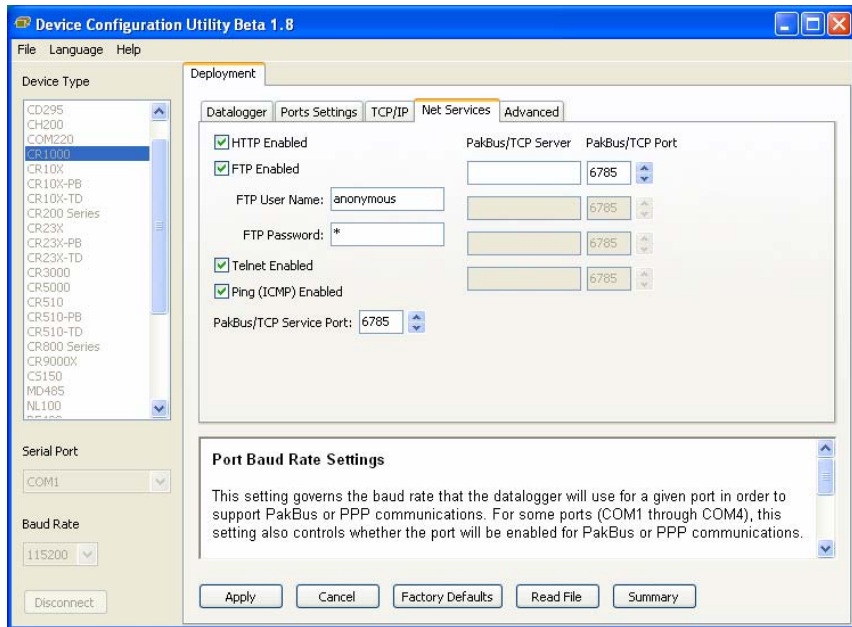 Device Configuration Utility Beta 1.8
File Language Help
Device Type
CD295
CH200
COM220
CR1000
CR10X
CR10X-PB
CR10X-TD
CR200 Series
CR23X
CR23X-PB
CR23X-TD
CR3000
CR5000
CR510
CR510-PB
CR510-TD
CR800 Series
CR9000X
CS150
MD485
NL100
Serial Port
COM1
Baud Rate
115200
Disconnect
Deployment
Datalogger Ports Settings TCP/IP Net Services Advanced
HTTP Enabled
FTP Enabled
FTP User Name: anonymous
FTP Password: *
Telnet Enabled
Ping (ICMP) Enabled
PakBus/TCP Service Port: 6785
PakBus/TCP Server PakBus/TCP Port
6785
6785
6785
6785
Port Baud Rate Settings
This setting governs the baud rate that the datalogger will use for a given port in order to
support PakBus or PPP communications. For some ports (COM1 through COM4), this
setting also controls whether the port will be enabled for PakBus or PPP communications.
Apply Cancel Factory Defaults Read File Summary